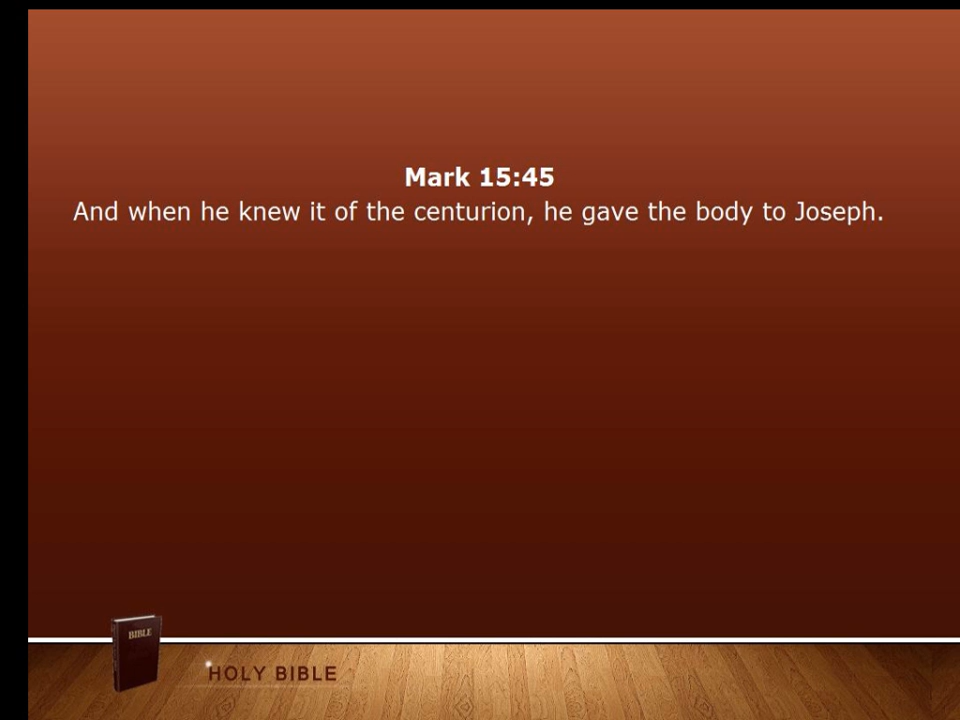 Mark 15:45
And when he knew it of the centurion, he gave the body to Joseph.
BIBLE
HOLY BIBLE